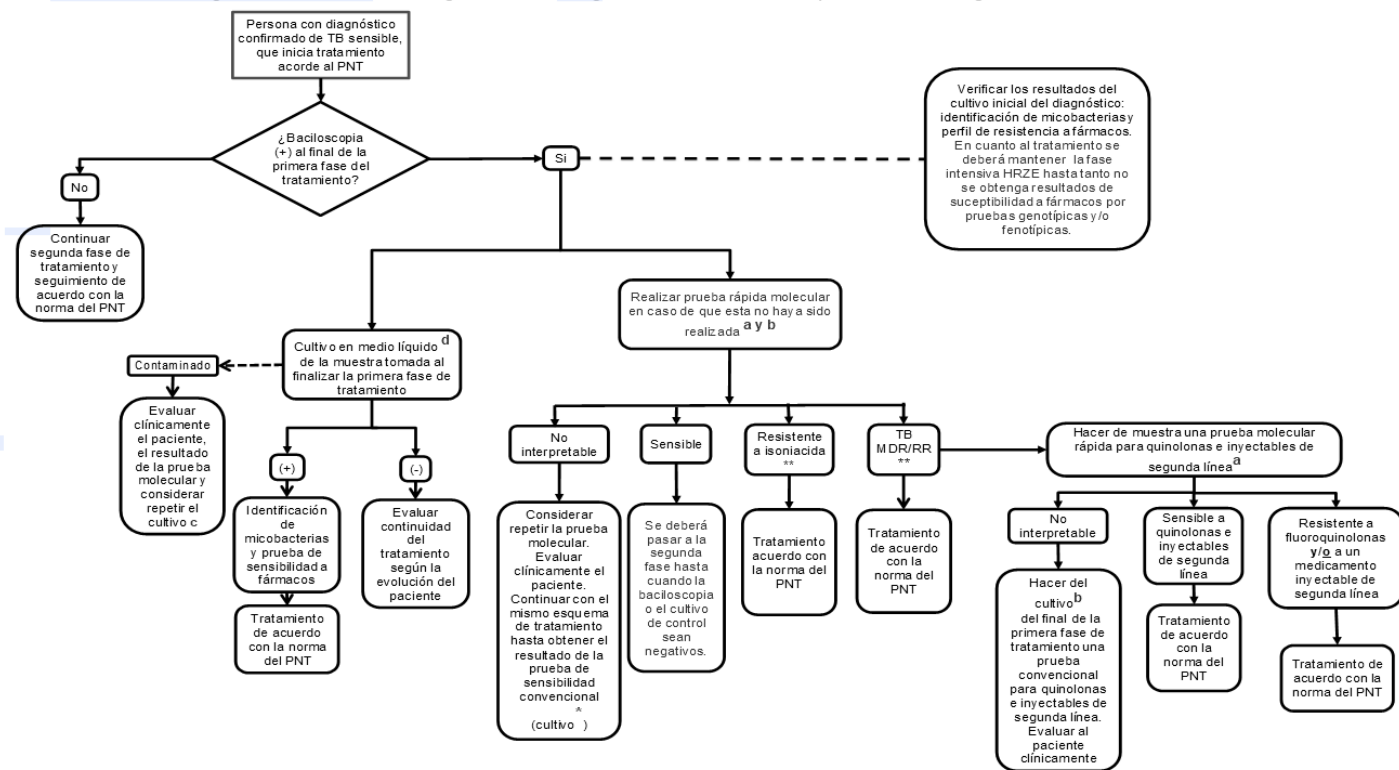 Persona con diagnóstico
confirmado de TB sensible,
que inicia tratamiento
acorde al PNT
¿Baciloscopia
(+) al final de la
primera fase del
tratamiento?
No
Continuar
segunda fase de
tratamiento y
seguimiento de
acuerdo con la
norma del PNT
Si
Verificar los resultados del
cultivo inicial del diagnóstico:
identificación de micobacterias y
perfil de resistencia a fármacos.
En cuanto al tratamiento se
deberá mantener la fase
intensiva HRZE hasta tanto no
se obtenga resultados de
suceptibilidad a fármacos por
pruebas genotípicas y/o
fenotípicas.
Cultivo en medio líquido d
de la muestra tomada al
finalizar la primera fase de
tratamiento
Contaminado
Evaluar
clínicamente
el paciente,
el resultado
de la prueba
molecular y
considerar
repetir el
cultivo c
(+)
Identificación
de
micobacterias
y prueba de
sensibilidad a
fármacos
Tratamiento
de acuerdo
con la norma
del PNT
(-)
Evaluar
continuidad
del
tratamiento
según la
evolución del
paciente
Realizar prueba rápida molecular
en caso de que esta no haya sido
realizada a y b
No
interpretable
Considerar
repetir la prueba
molecular.
Evaluar
clínicamente el
paciente.
Continuar con el
mismo esquema
de tratamiento
hasta obtener el
resultado de la
prueba de
sensibilidad
convencional
*
(cultivo )
Sensible
Se deberá
pasar a la
segunda
fase hasta
cuando la
baciloscopia
o el cultivo
de control
sean
negativos.
Resistente
a isoniacida
**
Tratamiento
acuerdo con
la norma del
PNT
TB
MDR/RR
**
Tratamiento
de acuerdo
con la
norma del
PNT
Hacer de muestra una prueba molecular
rápida para quinolonas e inyectables de
segunda línea a
No
interpretable
Hacer del
cultivo b
del final de la
primera fase de
tratamiento una
prueba
convencional
para quinolonas
e inyectables de
segunda línea.
Evaluar al
paciente
clínicamente
Sensible a
quinolonas e
inyectables
de segunda
línea
Tratamiento
de acuerdo
con la
norma del
PNT
Resistente a
fluoroquinolonas
y/o a un
medicamento
inyectable de
segunda línea
Tratamiento de
acuerdo con la
norma del PNT